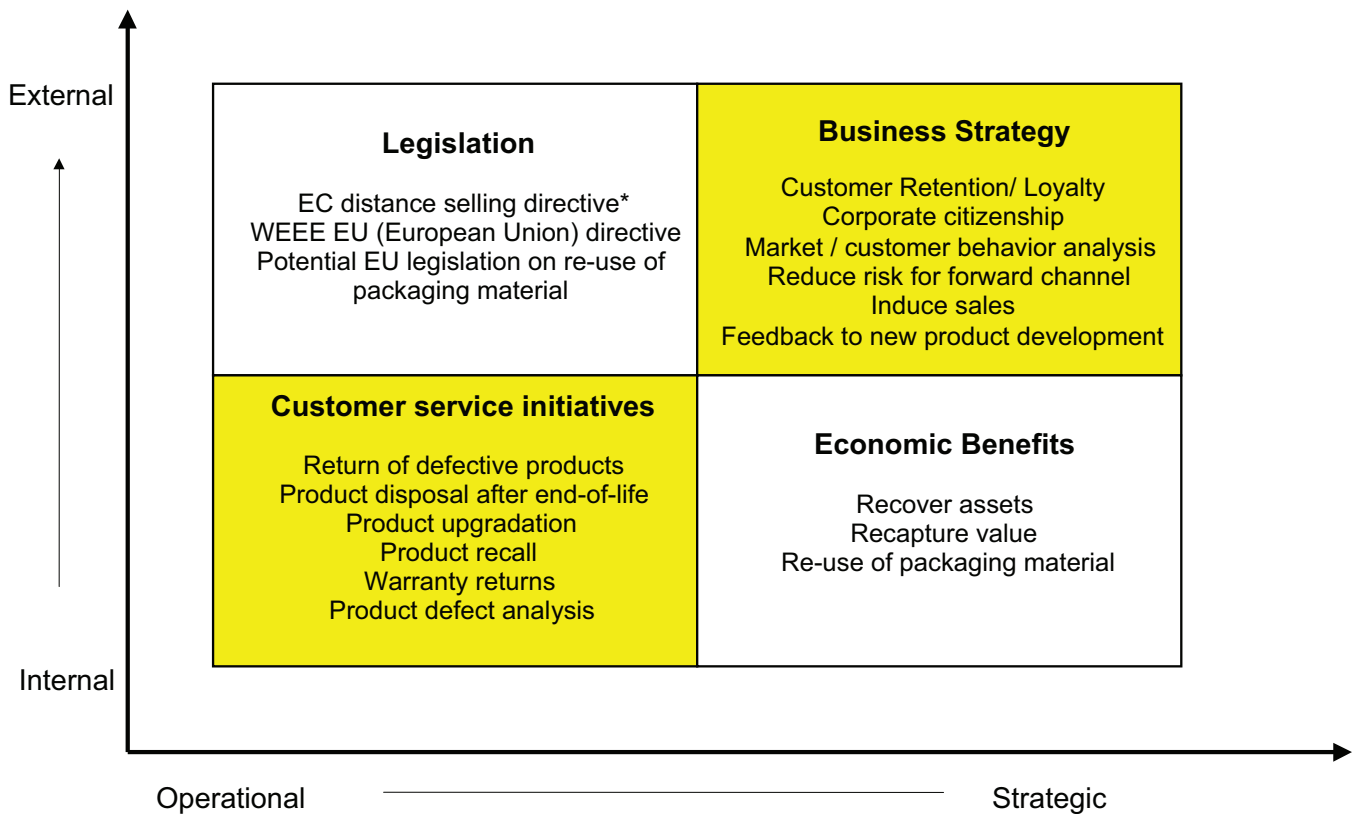 External
Legislation
EC distance selling directive*
WEEE EU (European Union) directive
Potential EU legislation on re-use of
packaging material
Business Strategy
Customer Retention/ Loyalty
Corporate citizenship
Market / customer behavior analysis
Reduce risk for forward channel
Induce sales
Feedback to new product development
Customer service initiatives
Return of defective products
Product disposal after end-of-life
Product upgradation
Product recall
Warranty returns
Product defect analysis
Economic Benefits
Recover assets
Recapture value
Re-use of packaging material
Internal
Operational
Strategic